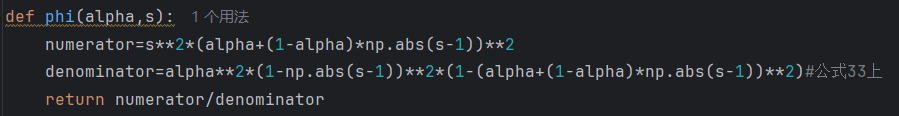 def phi(alpha,s): 1 个用法
    numerator=s**2*(alpha+(1-alpha)*np.abs(s-1))**2
    denominator=alpha**2*(1-np.abs(s-1))**2*(1-(alpha+(1-alpha)*np.abs(s-1))**2)#公式33上
    return numerator/denominator